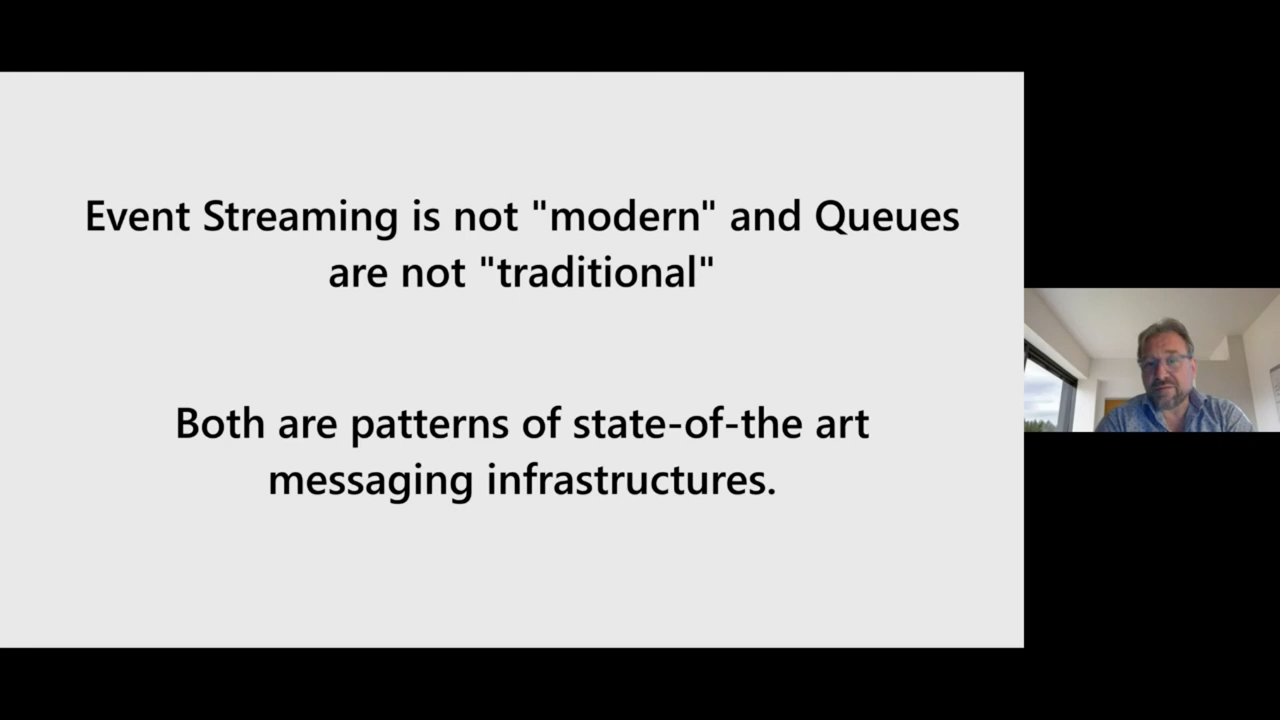 Event Streaming is not "modern" and Queues
are not "traditional"
Both are patterns of state-of-the art
messaging infrastructures.